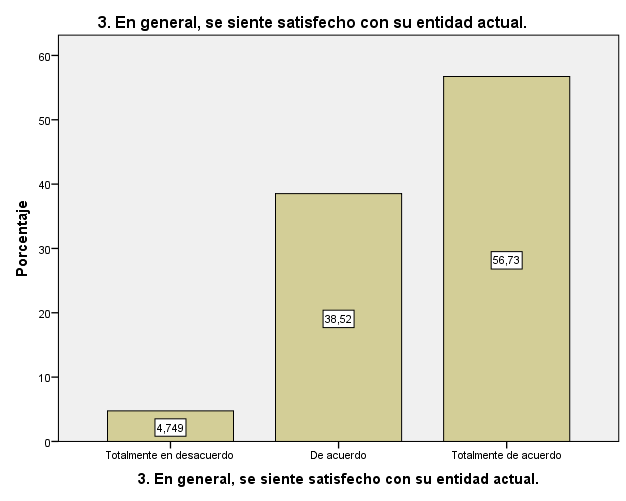 3. En general, se siente satisfecho con su entidad actual.
60
50
40
30
20
10
0
Porcentaje
4,749
38,52
56,73
Totalmente en desacuerdo
De acuerdo
Totalmente de acuerdo
3. En general, se siente satisfecho con su entidad actual.